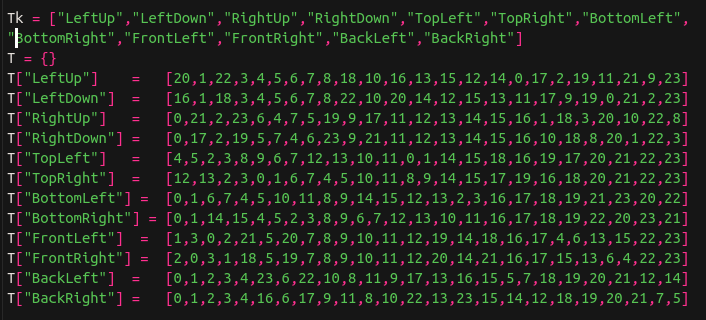 Tk = ["LeftUp","LeftDown","RightUp","RightDown","TopLeft","TopRight","BottomLeft",
"BottomRight","FrontLeft","FrontRight","BackLeft","BackRight"]
T = {}
T["LeftUp"]    =   [20,1,22,3,4,5,6,7,8,18,10,16,13,15,12,14,0,17,2,19,11,21,9,23]
T["LeftDown"]  =   [16,1,18,3,4,5,6,7,8,22,10,20,14,12,15,13,11,17,9,19,0,21,2,23]
T["RightUp"]   =   [0,21,2,23,6,4,7,5,19,9,17,11,12,13,14,15,16,1,18,3,20,10,22,8]
T["RightDown"] =   [0,17,2,19,5,7,4,6,23,9,21,11,12,13,14,15,16,10,18,8,20,1,22,3]
T["TopLeft"]   =   [4,5,2,3,8,9,6,7,12,13,10,11,0,1,14,15,18,16,19,17,20,21,22,23]
T["TopRight"]  =   [12,13,2,3,0,1,6,7,4,5,10,11,8,9,14,15,17,19,16,18,20,21,22,23]
T["BottomLeft"] =  [0,1,6,7,4,5,10,11,8,9,14,15,12,13,2,3,16,17,18,19,21,23,20,22]
T["BottomRight"] = [0,1,14,15,4,5,2,3,8,9,6,7,12,13,10,11,16,17,18,19,22,20,23,21]
T["FrontLeft"]  =  [1,3,0,2,21,5,20,7,8,9,10,11,12,19,14,18,16,17,4,6,13,15,22,23]
T["FrontRight"] =  [2,0,3,1,18,5,19,7,8,9,10,11,12,20,14,21,16,17,15,13,6,4,22,23]
T["BackLeft"]   =  [0,1,2,3,4,23,6,22,10,8,11,9,17,13,16,15,5,7,18,19,20,21,12,14]
T["BackRight"]  =  [0,1,2,3,4,16,6,17,9,11,8,10,22,13,23,15,14,12,18,19,20,21,7,5]